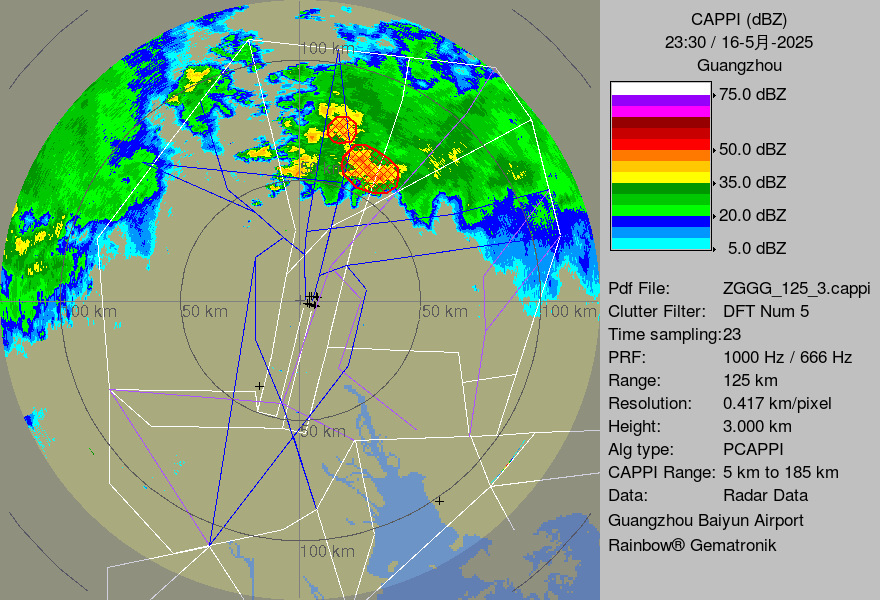 CAPPI (dBZ)
23:30 / 16-5月-2025
Guangzhou
75.0 dBZ
50.0 dBZ
35.0 dBZ
20.0 dBZ
5.0 dBZ
Pdf File: ZGGG_125_3.cappi
Clutter Filter: DFT Num 5
Time sampling:23
PRF: 1000 Hz / 666 Hz
Range: 125 km
Resolution: 0.417 km/pixel
Height: 3.000 km
Alg type: PCAPPI
CAPPI Range: 5 km to 185 km
Data: Radar Data
Guangzhou Baiyun Airport
Rainbow® Gematronik
100 km
50 km
50 km
100 km
50 km
100 km